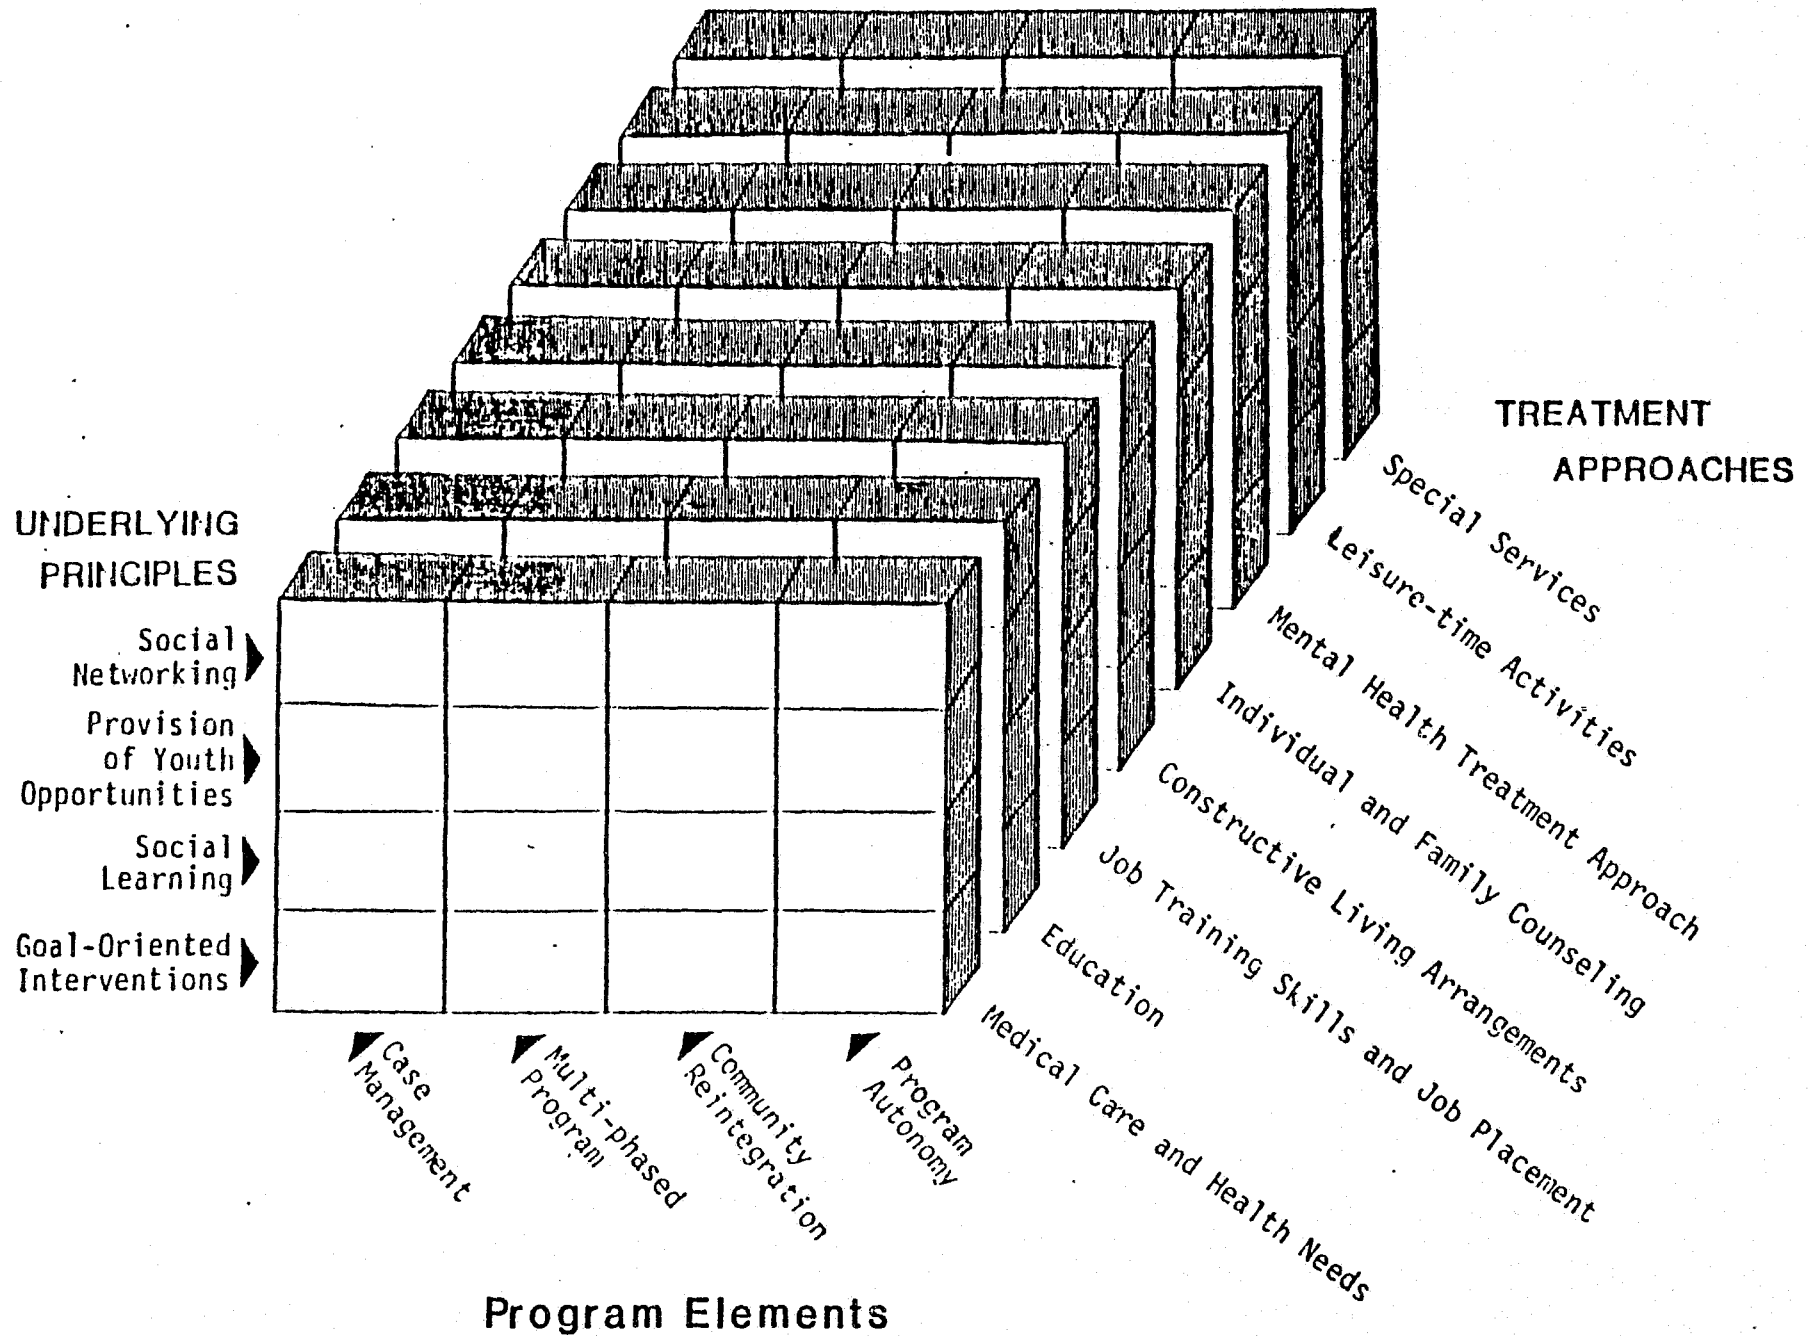 UNDERLYING
PRINCIPLES
Social
Networking
Provision
of Youth
Opportunities
Social
Learning
Goal-Oriented
Interventions
Case
Management
Multi-phased
Program
Community
Reintegration
Program
Autonomy
Program Elements
TREATMENT
APPROACHES
Special Services
Leisure-time Activities
Mental Health Treatment Approach
Individual and Family Counseling
Constructive Living Arrangements
Job Training Skills and Job Placement
Education
Medical Care and Health Needs